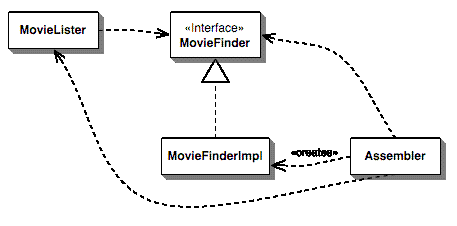 MovieLister
«Interface»
MovieFinder
MovieFinderImpl
«creates»
Assembler